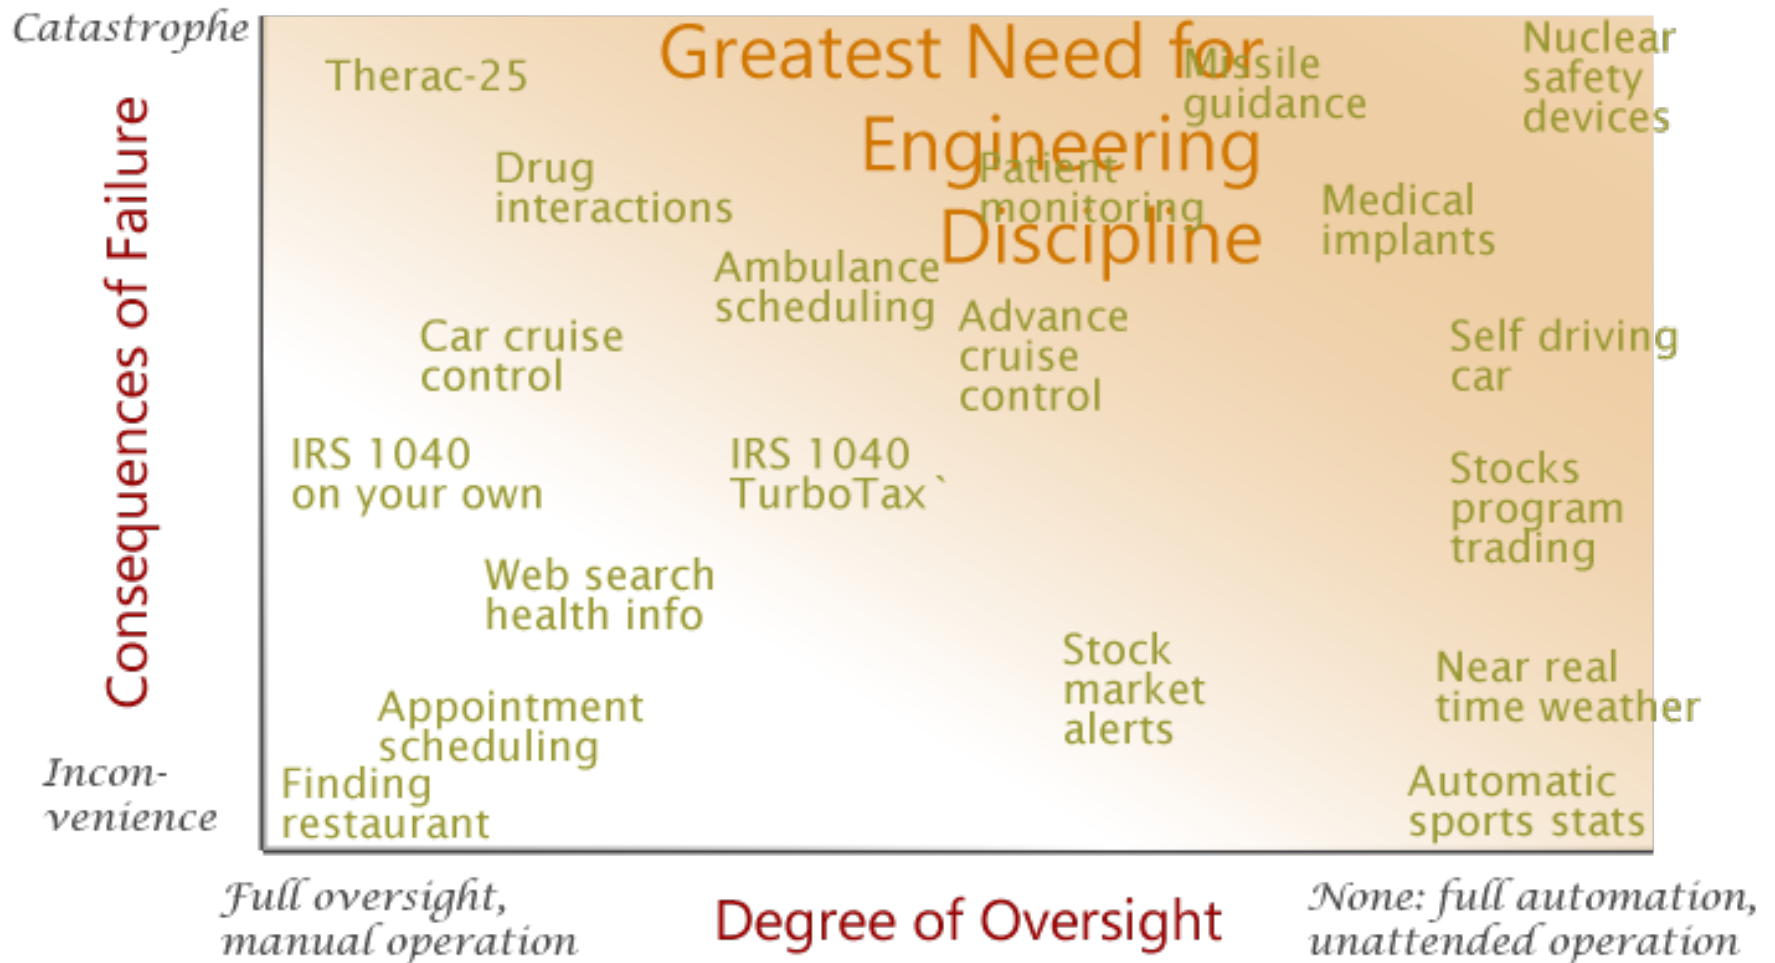 Catastrophe
Consequences of Failure
Incon-
venience
Greatest Need for
Engineering
Discipline
Therac-25
Missile
guidance
Nuclear
safety
devices
Drug
interactions
Patient
monitoring
Medical
implants
Ambulance
scheduling
Car cruise
control
Advance
cruise
control
Self driving
car
IRS 1040
on your own
IRS 1040
TurboTax`
Stocks
program
trading
Web search
health info
Stock
market
alerts
Near real
time weather
Appointment
scheduling
Finding
restaurant
Automatic
sports stats
Full oversight,
manual operation
Degree of Oversight
None: full automation,
unattended operation